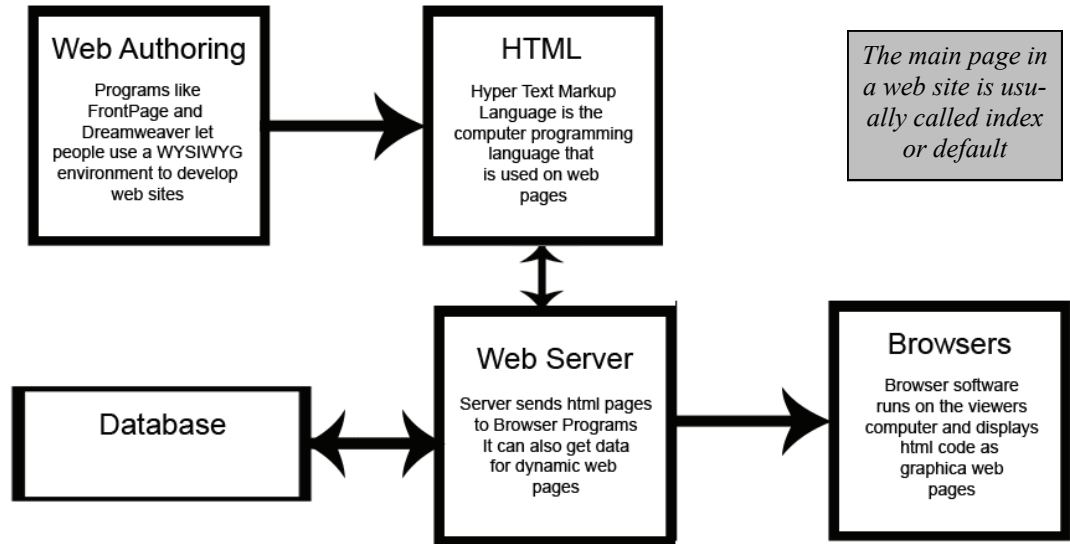 Web Authoring
Programs like
FrontPage and
Dreamweaver let
people use a WYSIWYG
environment to develop
web sites
HTML
Hyper Text Markup
Language is the
computer programming
language that
is used on web
pages
The main page in
a web site is usu-
ally called index
or default
Database
Web Server
Server sends html pages
to Browser Programs
It can also get data
for dynamic web
pages
Browsers
Browser software
runs on the viewers
computer and displays
html code as
graphica web
pages